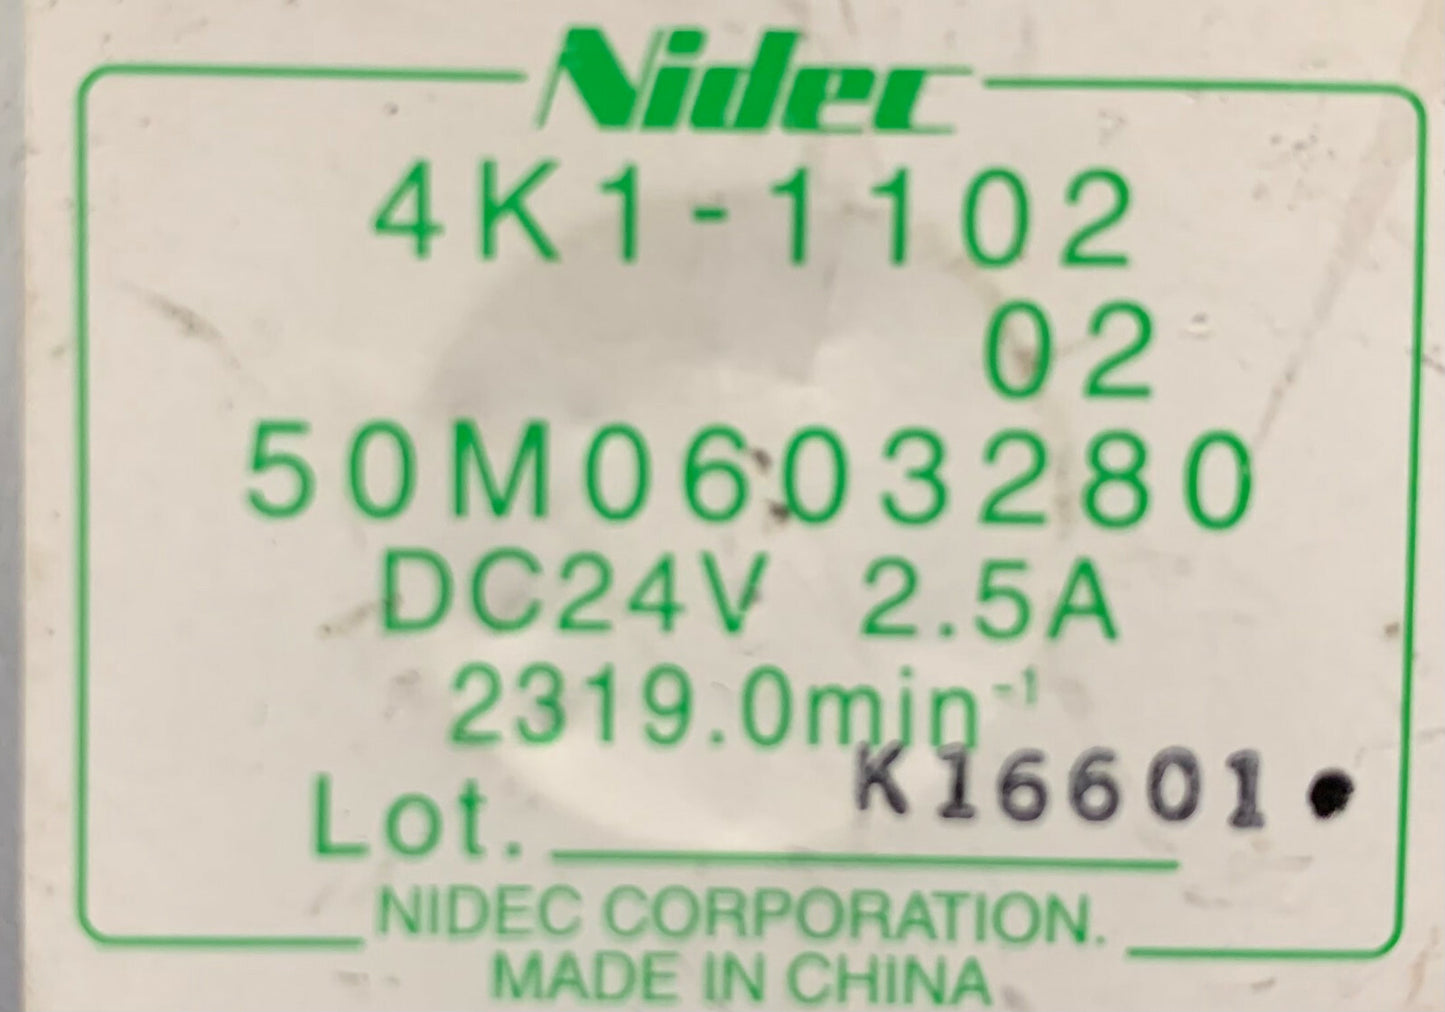 Nidec
4K1-1102
02
50M0603280
DC24V 2.5A
2319.0min⁻¹
Lot. K16601•
NIDEC CORPORATION.
MADE IN CHINA